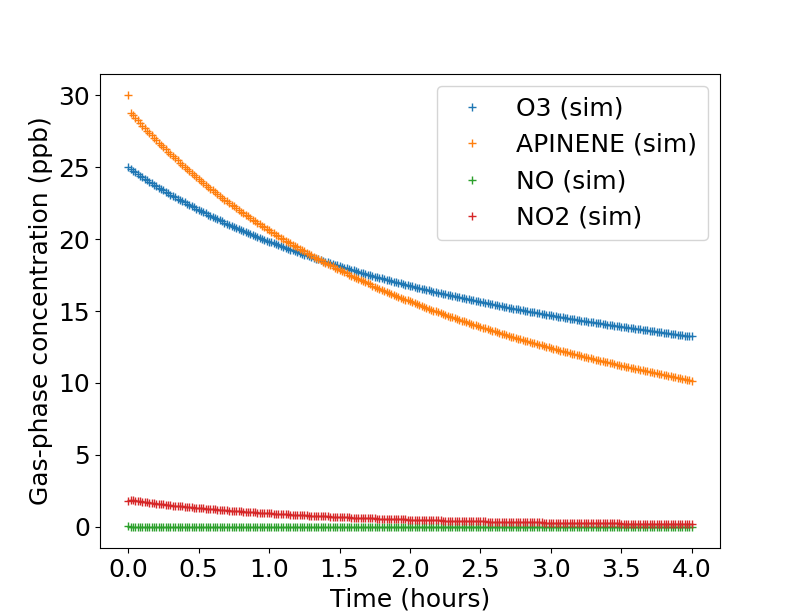 30
25
20
15
10
5
0
Gas-phase concentration (ppb)
O3 (sim)
APINENE (sim)
NO (sim)
NO2 (sim)
0.0 0.5 1.0 1.5 2.0 2.5 3.0 3.5 4.0
Time (hours)